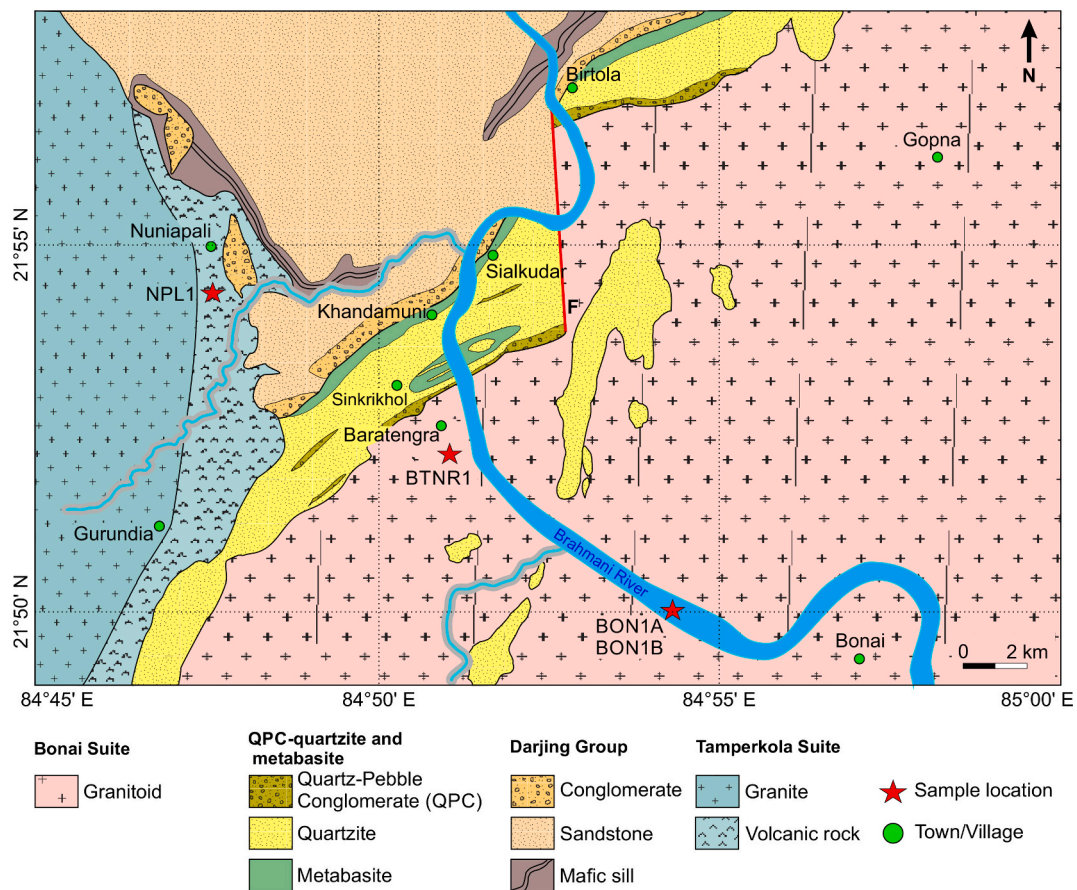 Birtola
N
Gopna
21°55' N
Nuniapali
Sialkudar
NPL1
Khandamuni
F
Sinkrikhol
Baratengra
BTNR1
Gurundia
Brahmani River
21°50' N
BON1A
BON1B
Bonai
0 2 km
84°45' E 84°50' E 84°55' E 85°00' E
Bonai Suite
Granitoid
QPC-quartzite and
metabasite
Quartz-Pebble
Conglomerate (QPC)
Quartzite
Metabasite
Darjing Group
Conglomerate
Sandstone
Mafic sill
Tamperkola Suite
Granite
Volcanic rock
Sample location
Town/Village